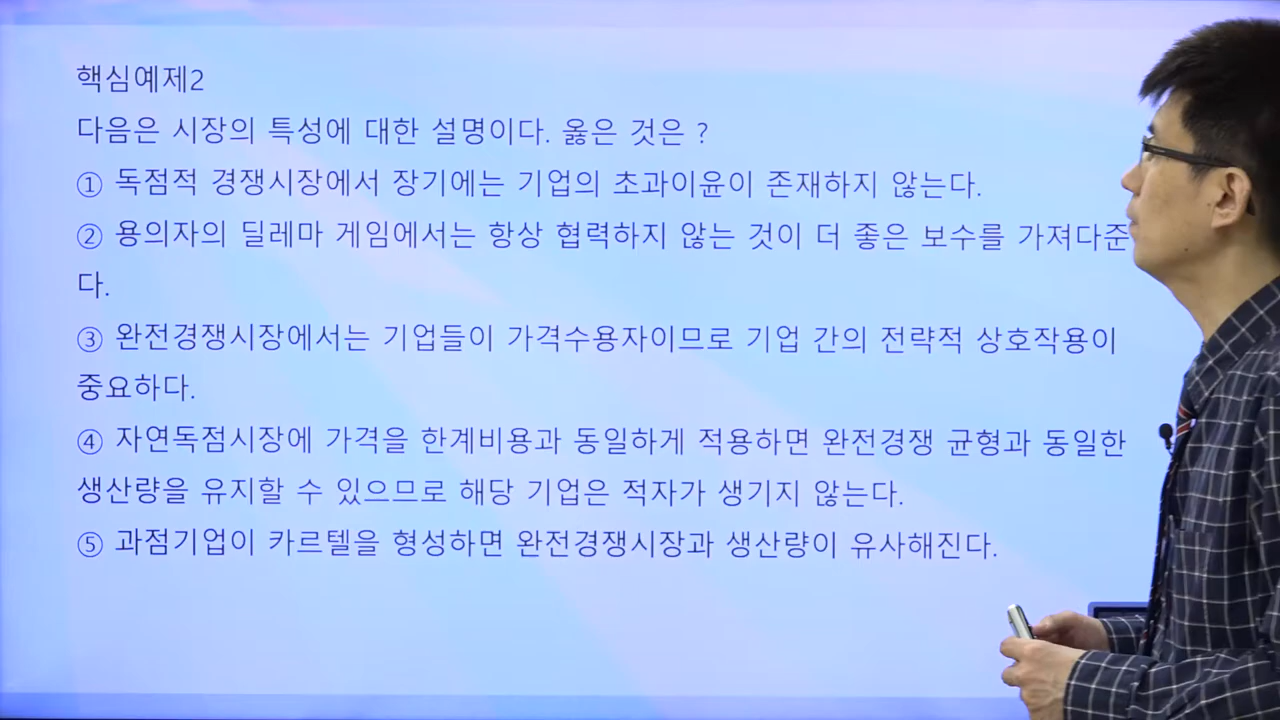 핵심예제2
다음은 시장의 특성에 대한 설명이다. 옳은 것은 ?
① 독점적 경쟁시장에서 장기에는 기업의 초과이윤이 존재하지 않는다.
② 용의자의 딜레마 게임에서는 항상 협력하지 않는 것이 더 좋은 보수를 가져다준
다.
③ 완전경쟁시장에서는 기업들이 가격수용자이므로 기업 간의 전략적 상호작용이
중요하다.
④ 자연독점시장에 가격을 한계비용과 동일하게 적용하면 완전경쟁 균형과 동일한
생산량을 유지할 수 있으므로 해당 기업은 적자가 생기지 않는다.
⑤ 과점기업이 카르텔을 형성하면 완전경쟁시장과 생산량이 유사해진다.